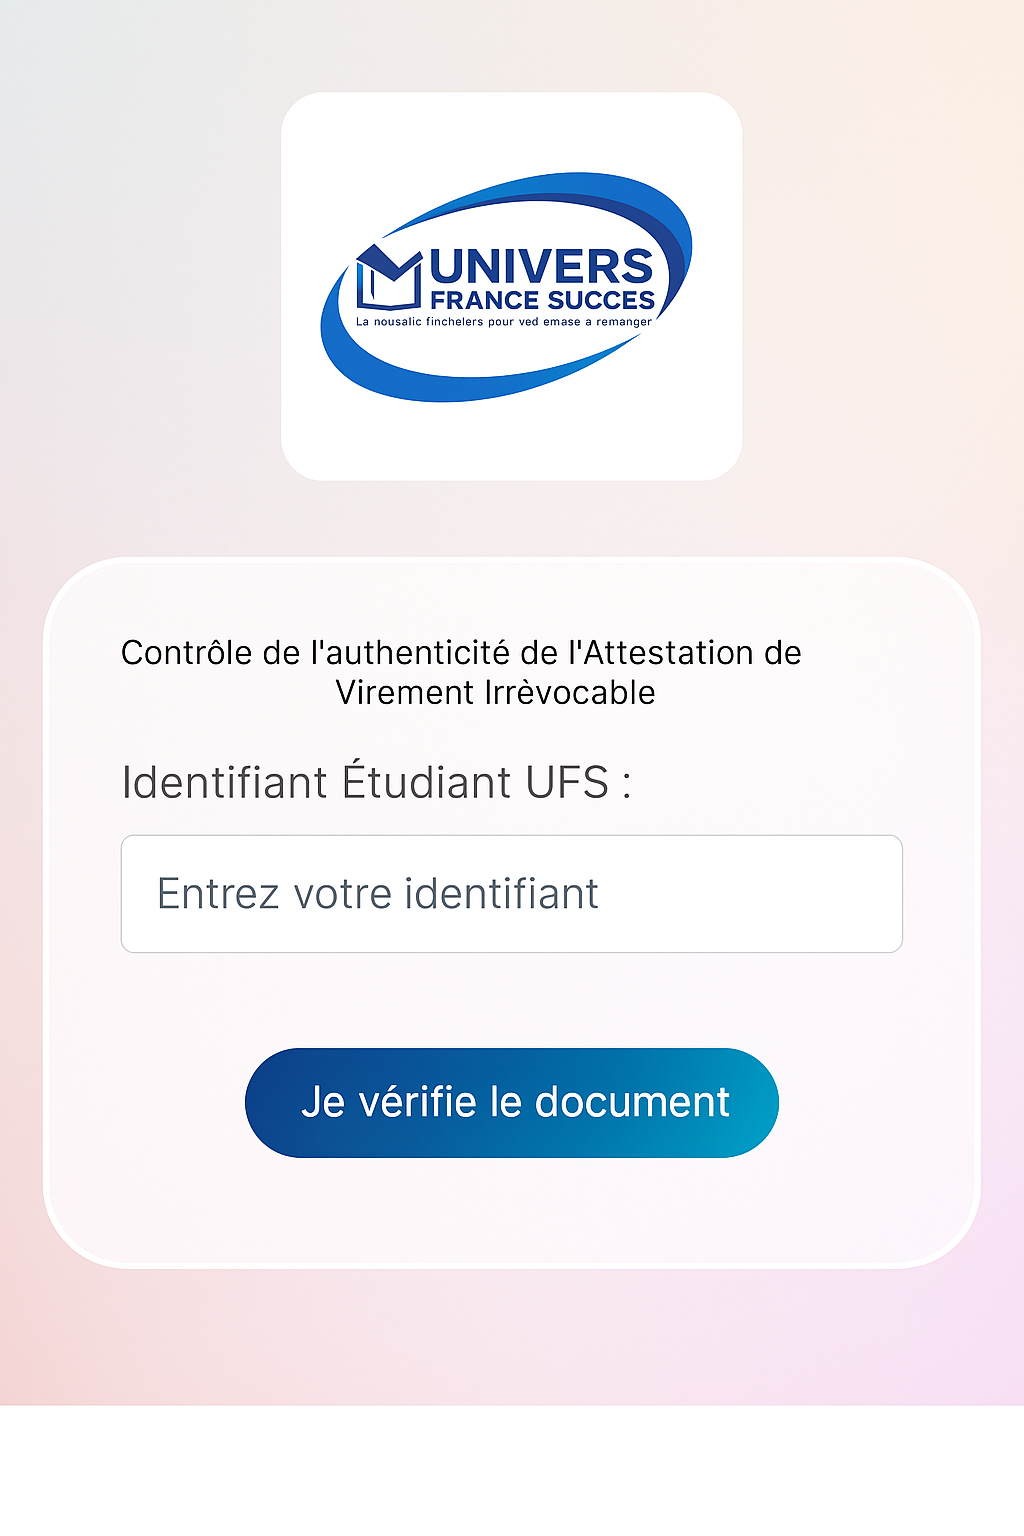 UNIVERS
FRANCE SUCCES
La nousalic finchelers pour ved emase a remanger
Contrôle de l'authenticité de l'Attestation de
Virement Irrèvocable
Identifiant Étudiant UFS :
Entrez votre identifiant
Je vérifie le document